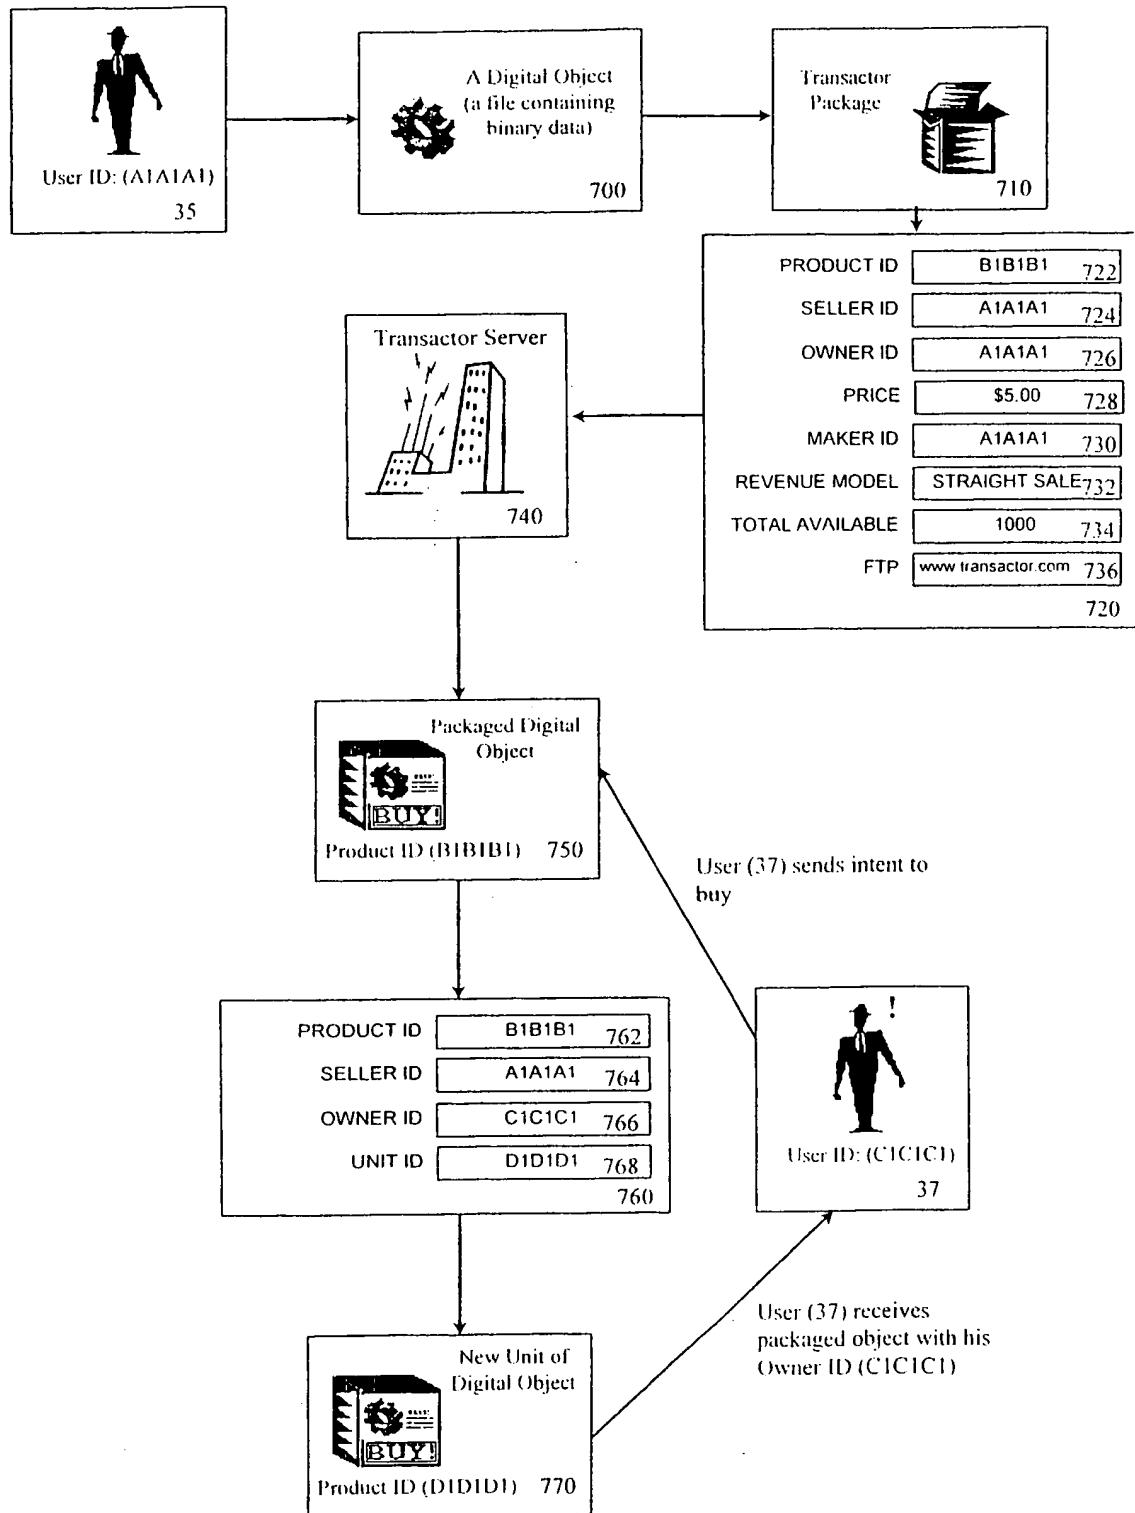 User ID: (A1A1A1)
35
A Digital Object
(a file containing
binary data)
700
Transactor
Package
710
PRODUCT ID B1B1B1 722
SELLER ID A1A1A1 724
OWNER ID A1A1A1 726
PRICE $5.00 728
MAKER ID A1A1A1 730
REVENUE MODEL STRAIGHT SALE 732
TOTAL AVAILABLE 1000 734
FTP www transactor.com 736
720
Transactor Server
740
Packaged Digital
Object
BUY!
Product ID (B1B1B1) 750
User (37) sends intent to
buy
PRODUCT ID B1B1B1 762
SELLER ID A1A1A1 764
OWNER ID C1C1C1 766
UNIT ID D1D1D1 768
760
!
User ID: (C1C1C1)
37
User (37) receives
packaged object with his
Owner ID (C1C1C1)
New Unit of
Digital Object
BUY!
Product ID (D1D1D1) 770